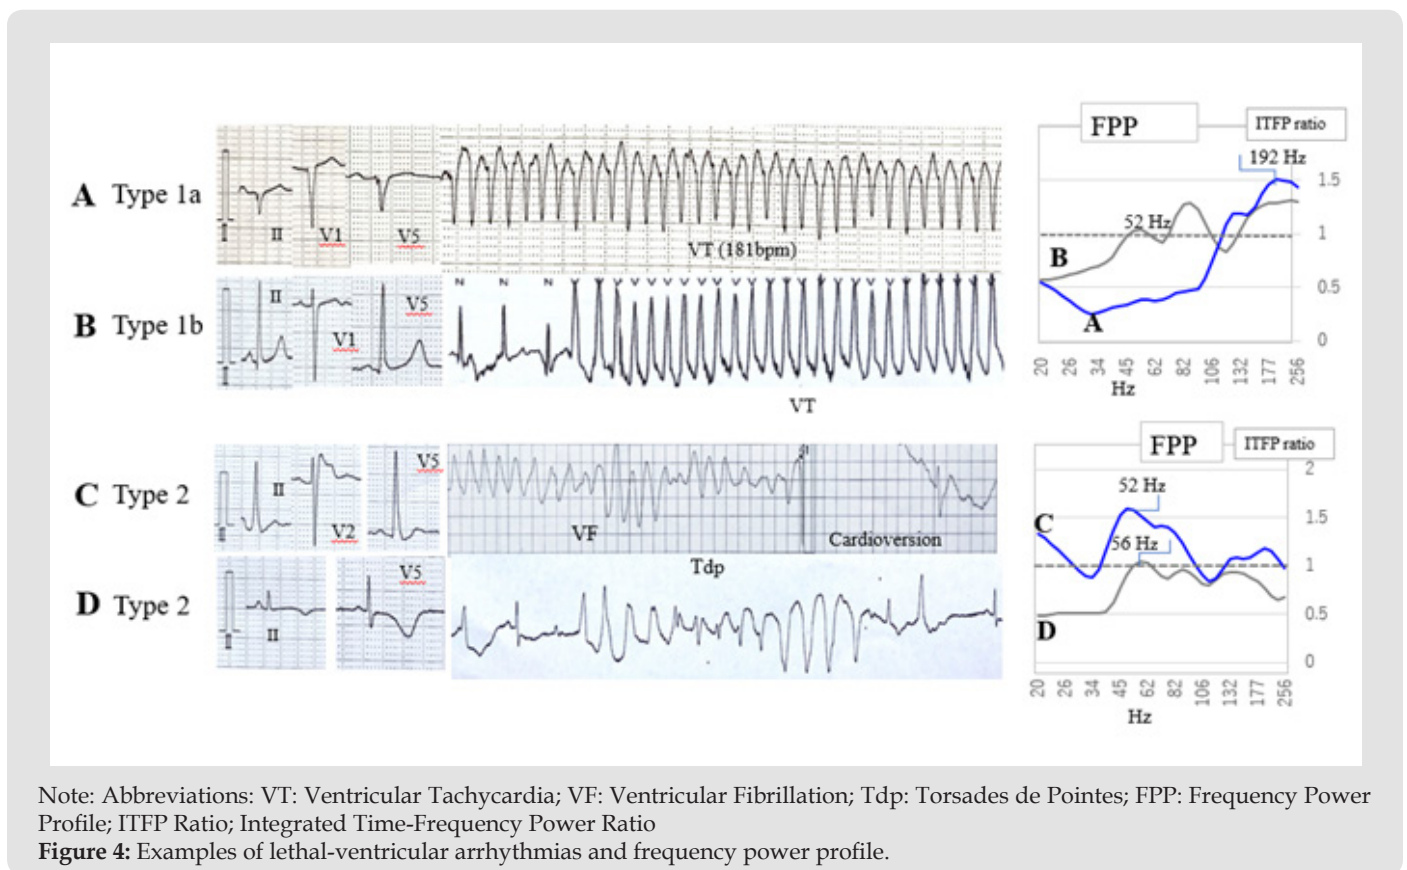 A Type 1a
I
II
V1
V5
VT (181bpm)
FPP
ITFP ratio
192 Hz
52 Hz
B
A
1.5
1
0.5
0
20 26 34 45 62 82 106 132 177 256
Hz
B Type 1b
I
II
V1
V5
N N N V V V V V V V V V V V V V V V V V V V V V V V
VT
C Type 2
I
II
V2
V5
VF
Cardioversion
FPP
ITFP ratio
52 Hz
56 Hz
C
D
2
1.5
1
0.5
0
20 26 34 45 62 82 106 132 177 256
Hz
D Type 2
I
II
V5
Tdp
Note: Abbreviations: VT: Ventricular Tachycardia; VF: Ventricular Fibrillation; Tdp: Torsades de Pointes; FPP: Frequency Power
Profile; ITFP Ratio; Integrated Time-Frequency Power Ratio
Figure 4: Examples of lethal-ventricular arrhythmias and frequency power profile.